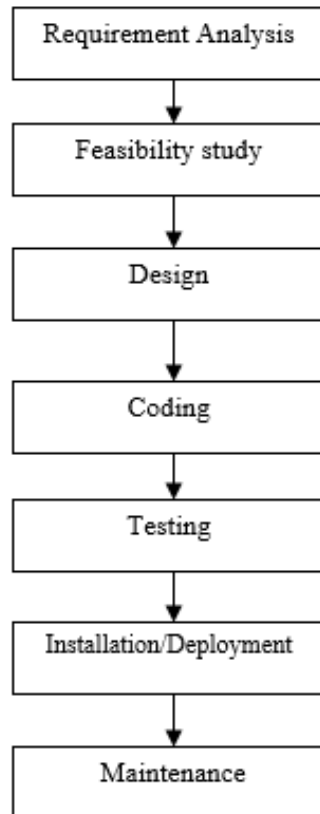 Requirement Analysis
Feasibility study
Design
Coding
Testing
Installation/Deployment
Maintenance